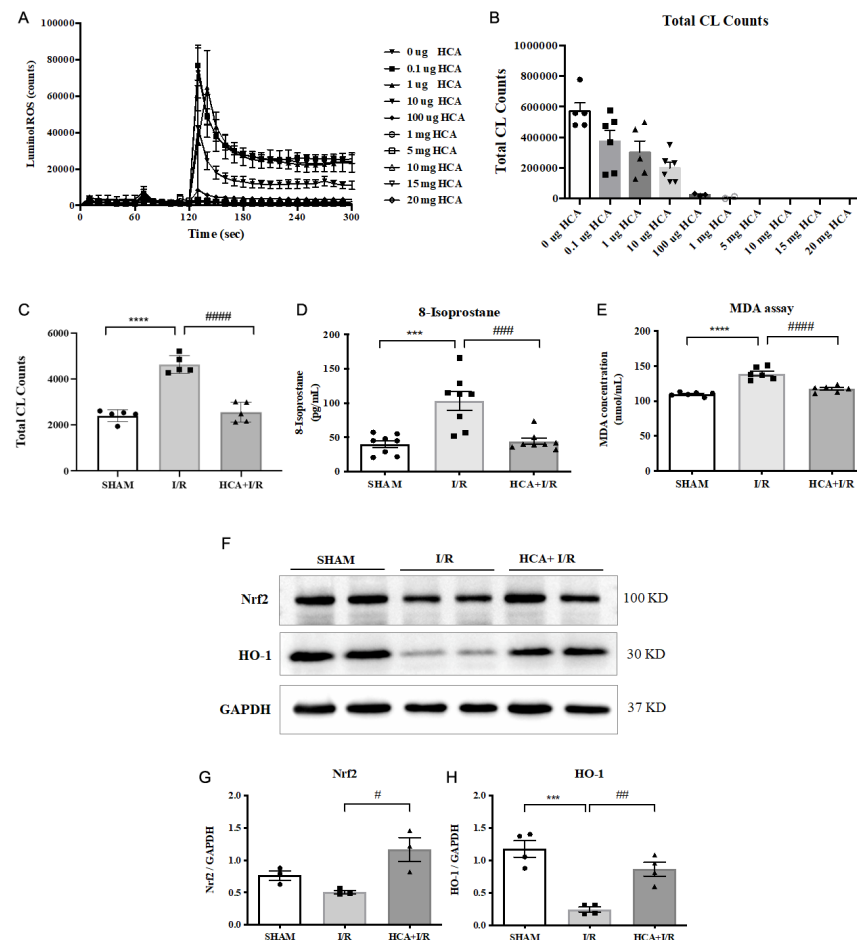 A
Luminol ROS (counts)
100000
80000
60000
40000
20000
0
0
60
120
180
240
300
Time (sec)
0 ug HCA
0.1 ug HCA
1 ug HCA
10 ug HCA
100 ug HCA
1 mg HCA
5 mg HCA
10 mg HCA
15 mg HCA
20 mg HCA
B
Total CL Counts
Total CL Counts
1000000
800000
600000
400000
200000
0
0 ug HCA
0.1 ug HCA
1 ug HCA
10 ug HCA
100 ug HCA
1 mg HCA
5 mg HCA
10 mg HCA
15 mg HCA
20 mg HCA
C
Total CL Counts
6000
4000
2000
0
****
####
SHAM
I/R
HCA+I/R
D
8-Isoprostane
8-Isoprostane
(pg/mL)
200
150
100
50
0
***
###
SHAM
I/R
HCA+I/R
E
MDA assay
MDA concentration
(nmol/mL)
200
150
100
50
0
****
####
SHAM
I/R
HCA+I/R
F
SHAM
I/R
HCA+ I/R
Nrf2
100 KD
HO-1
30 KD
GAPDH
37 KD
G
Nrf2
Nrf2 / GAPDH
2.0
1.5
1.0
0.5
0.0
#
SHAM
I/R
HCA+I/R
H
HO-1
HO-1 / GAPDH
2.0
1.5
1.0
0.5
0.0
***
##
SHAM
I/R
HCA+I/R